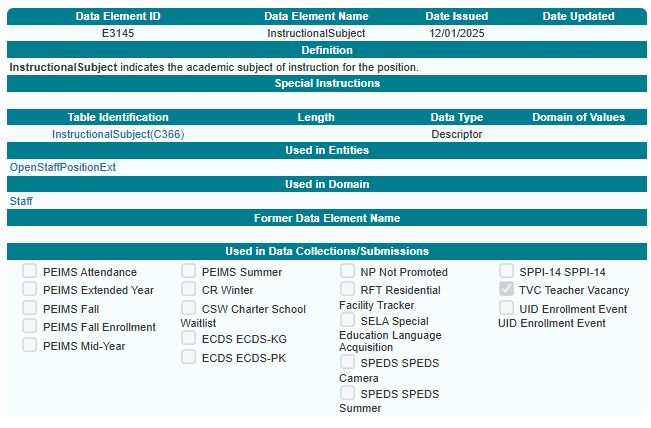 Data Element ID Data Element Name Date Issued Date Updated
E3145 InstructionalSubject 12/01/2025
Definition
InstructionalSubject indicates the academic subject of instruction for the position.
Special Instructions
Table Identification Length Data Type Domain of Values
InstructionalSubject(C366) Descriptor
Used in Entities
OpenStaffPositionExt
Used in Domain
Staff
Former Data Element Name
Used in Data Collections/Submissions
PEIMS Attendance
PEIMS Extended Year
PEIMS Fall
PEIMS Fall Enrollment
PEIMS Mid-Year
PEIMS Summer
CR Winter
CSW Charter School
Waitlist
ECDS ECDS-KG
ECDS ECDS-PK
NP Not Promoted
RFT Residential
Facility Tracker
SELA Special
Education Language
Acquisition
SPEDS SPEDS
Camera
SPEDS SPEDS
Summer
SPPI-14 SPPI-14
TVC Teacher Vacancy
UID Enrollment Event
UID Enrollment Event